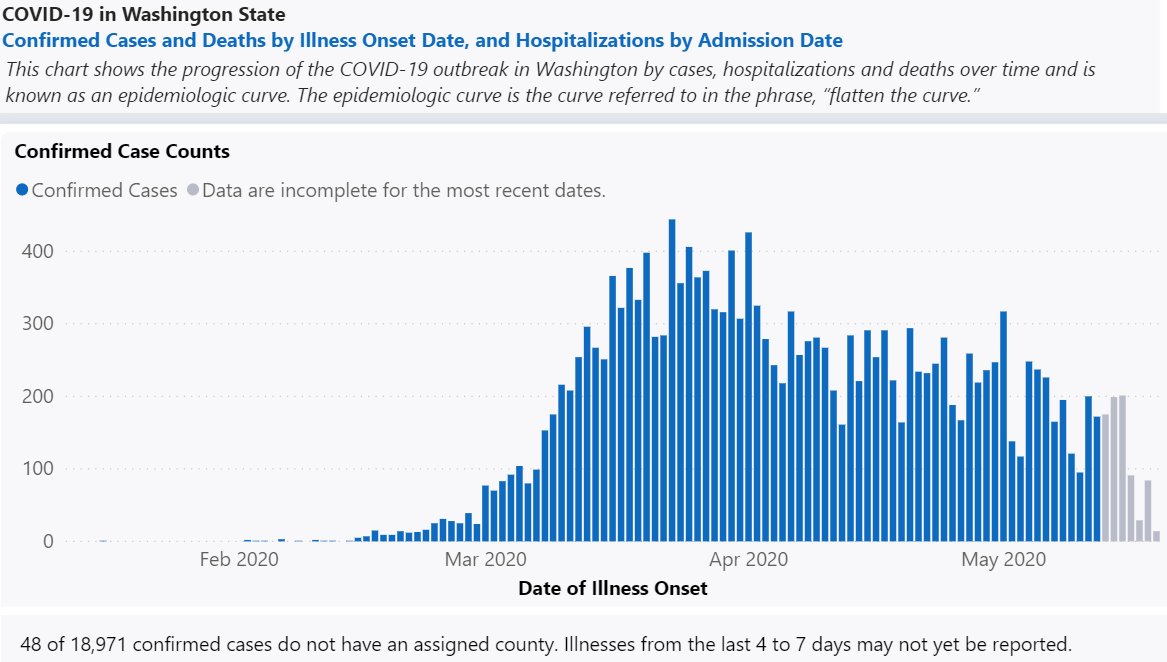 COVID-19 in Washington State
Confirmed Cases and Deaths by Illness Onset Date, and Hospitalizations by Admission Date
This chart shows the progression of the COVID-19 outbreak in Washington by cases, hospitalizations and deaths over time and is
known as an epidemiologic curve. The epidemiologic curve is the curve referred to in the phrase, “flatten the curve.”
Confirmed Case Counts
Confirmed Cases Data are incomplete for the most recent dates.
400
300
200
100
0
Feb 2020 Mar 2020 Apr 2020 May 2020
Date of Illness Onset
48 of 18,971 confirmed cases do not have an assigned county. Illnesses from the last 4 to 7 days may not yet be reported.